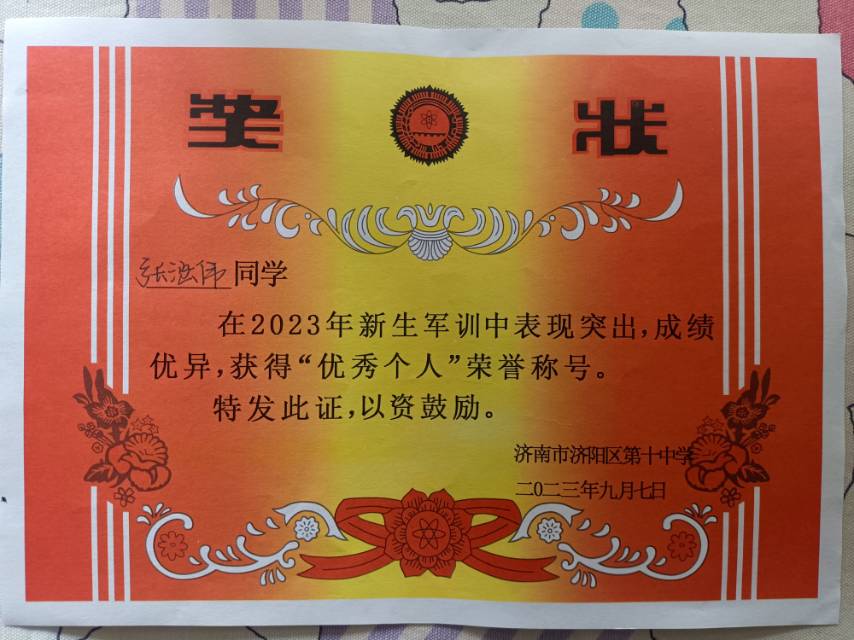 奖 状
张洪伟同学
在2023年新生军训中表现突出,成绩
优异,获得“优秀个人”荣誉称号。
特发此证,以资鼓励。
济南市济阳区第十中学
二〇二三年九月七日